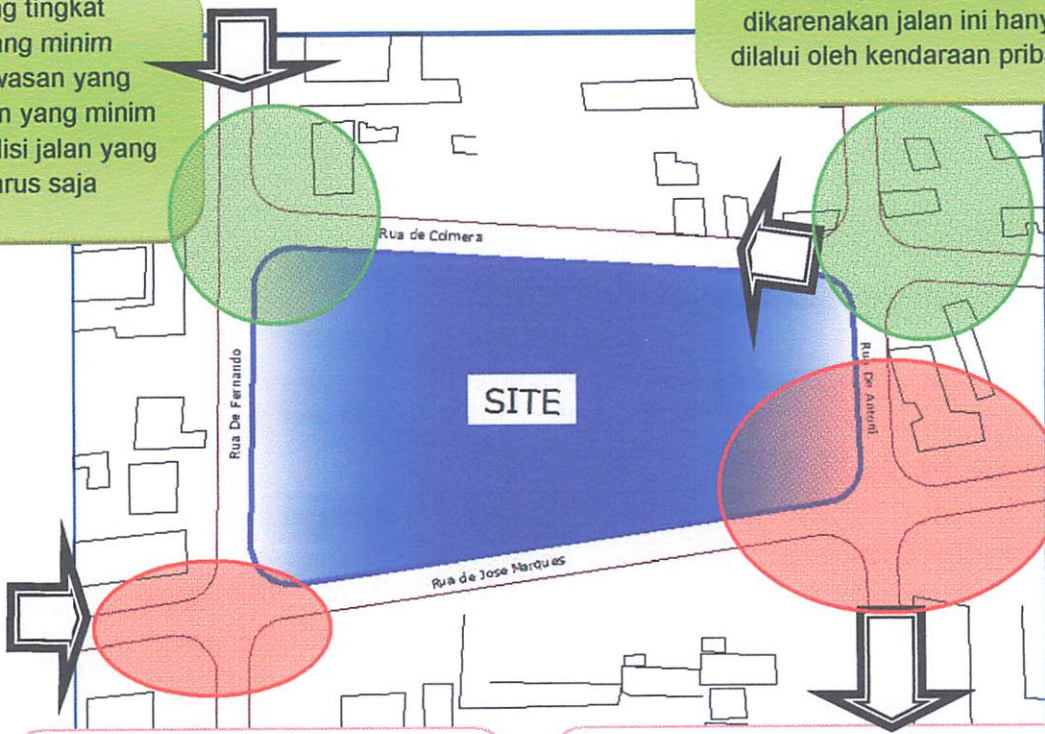 ng tingkat
ang minim
wasan yang
n yang minim
disi jalan yang
arus saja
dikarenakan jalan ini hany
dilalui oleh kendaraan priba
Rua de Colmera
Rua De Fernando
SITE
Rua De Antoni
Rua de Jose Marques